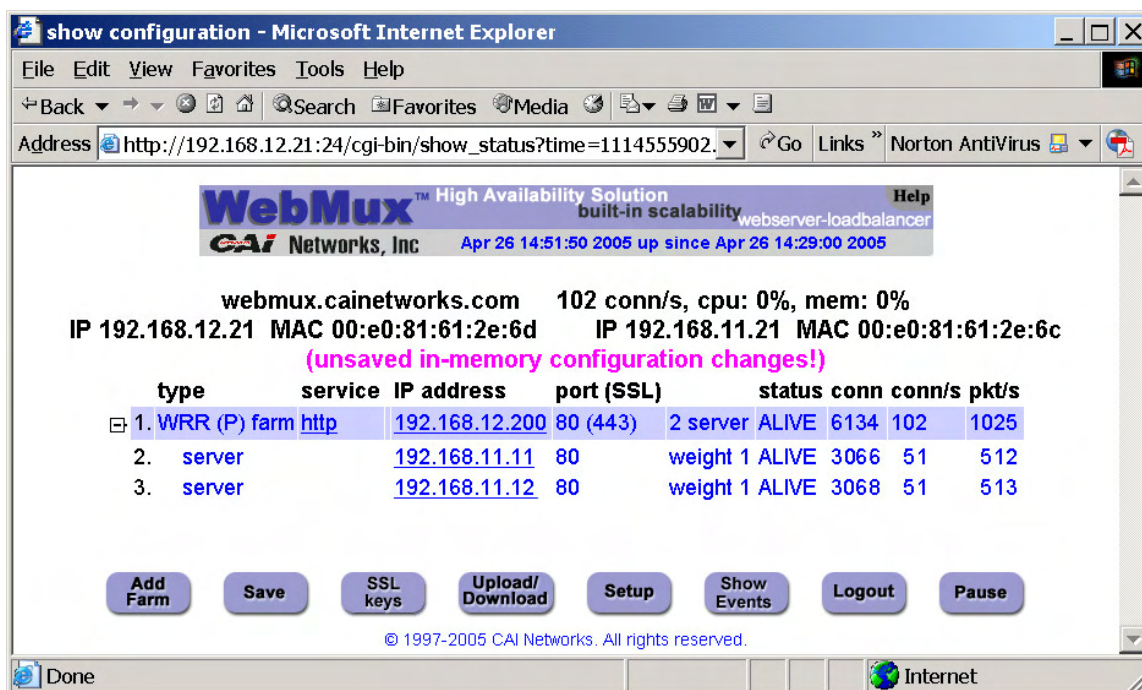 show configuration - Microsoft Internet Explorer
File Edit View Favorites Tools Help
Back Search Favorites Media
Address http://192.168.12.21:24/cgi-bin/show_status?time=1114555902. Go Links » Norton AntiVirus
WebMux™ High Availability Solution Help
built-in scalability webserver-loadbalancer
CAI Networks, Inc Apr 26 14:51:50 2005 up since Apr 26 14:29:00 2005
webmux.cainetworks.com 102 conn/s, cpu: 0%, mem: 0%
IP 192.168.12.21 MAC 00:e0:81:61:2e:6d IP 192.168.11.21 MAC 00:e0:81:61:2e:6c
(unsaved in-memory configuration changes!)
type service IP address port (SSL) status conn conn/s pkt/s
1. WRR (P) farm http 192.168.12.200 80 (443) 2 server ALIVE 6134 102 1025
2. server 192.168.11.11 80 weight 1 ALIVE 3066 51 512
3. server 192.168.11.12 80 weight 1 ALIVE 3068 51 513
Add Farm Save SSL keys Upload/Download Setup Show Events Logout Pause
© 1997-2005 CAI Networks. All rights reserved.
Done Internet